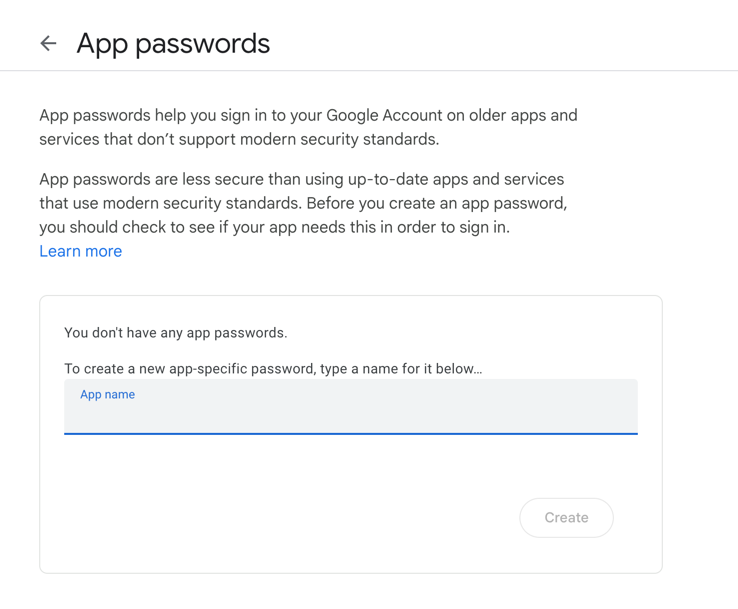 App passwords
App passwords help you sign in to your Google Account on older apps and
services that don’t support modern security standards.
App passwords are less secure than using up-to-date apps and services
that use modern security standards. Before you create an app password,
you should check to see if your app needs this in order to sign in.
Learn more
You don't have any app passwords.
To create a new app-specific password, type a name for it below…
App name
Create